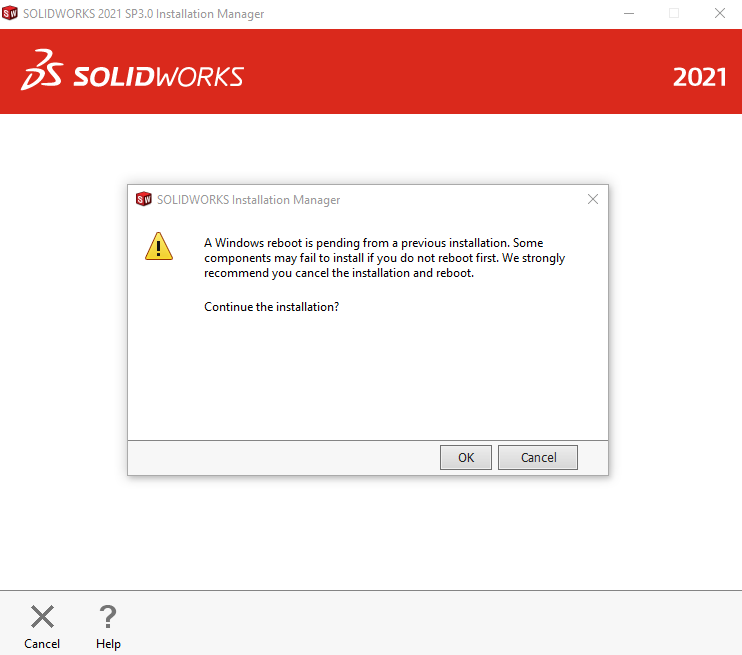 SOLIDWORKS 2021 SP3.0 Installation Manager
SOLIDWORKS
2021
SOLIDWORKS Installation Manager
A Windows reboot is pending from a previous installation. Some
components may fail to install if you do not reboot first. We strongly
recommend you cancel the installation and reboot.
Continue the installation?
OK
Cancel
Cancel
Help